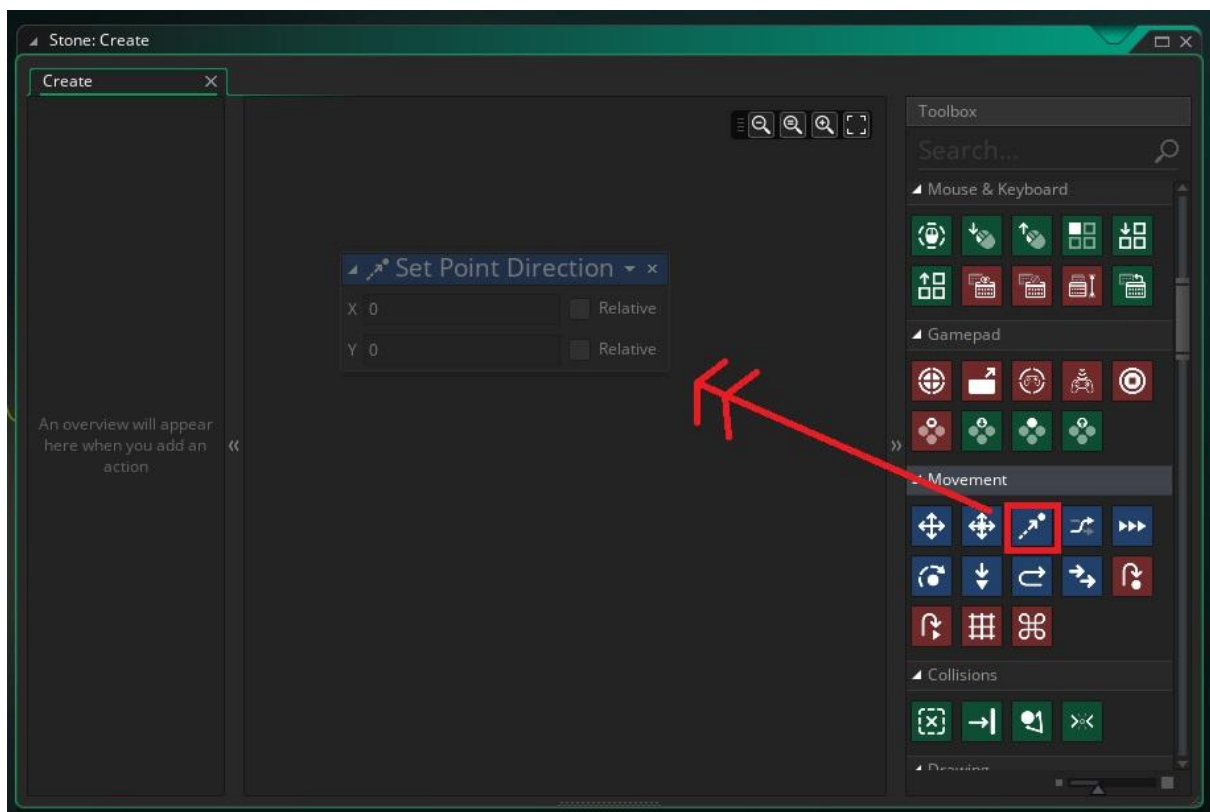 Stone: Create
Create
An overview will appear
here when you add an
action
Set Point Direction
X 0 Relative
Y 0 Relative
Toolbox
Search...
Mouse & Keyboard
Gamepad
Movement
Collisions
Drawing